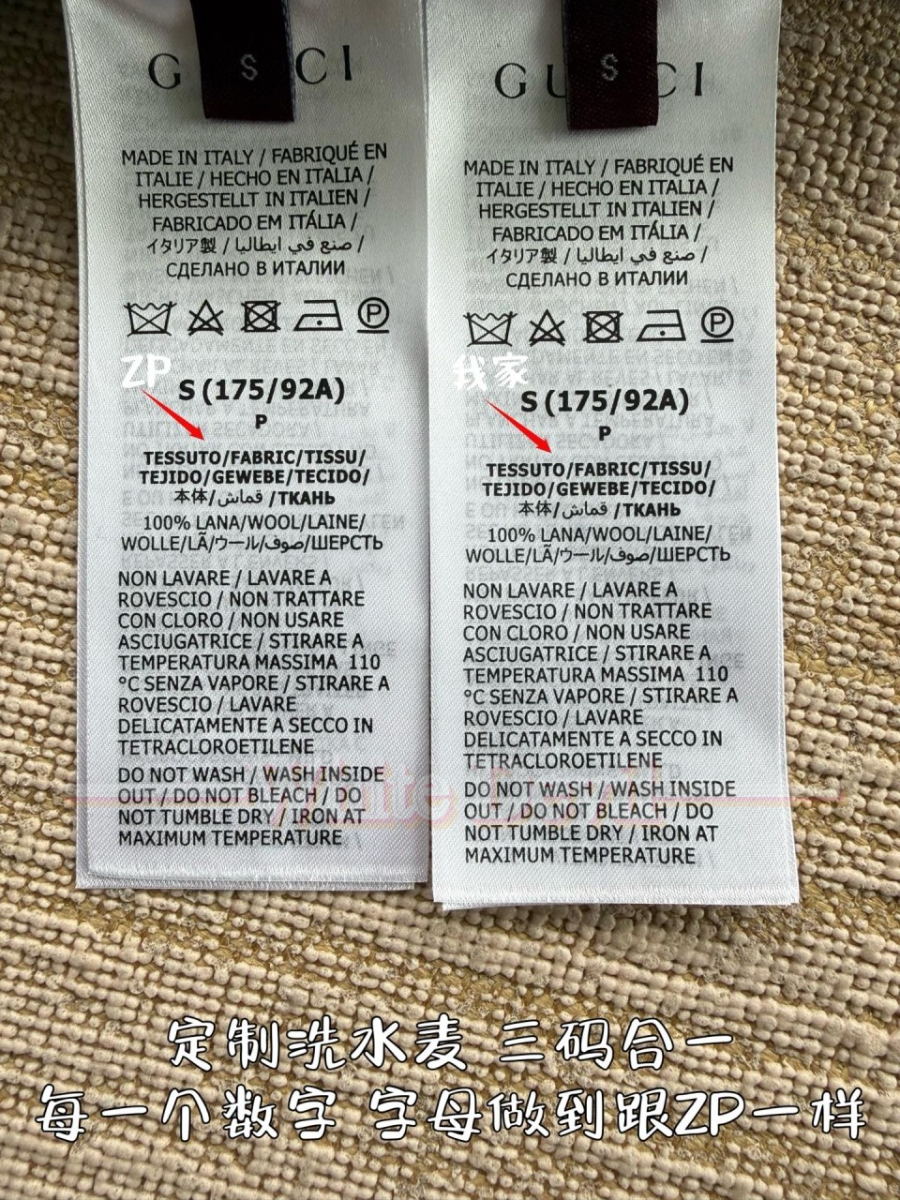 S
G CI
MADE IN ITALY / FABRIQUÉ EN
ITALIE / HECHO EN ITALIA /
HERGESTELLT IN ITALIEN /
FABRICADO EM ITÁLIA /
イタリア製 / صنع في ايطاليا /
СДЕЛАНО В ИТАЛИИ
P
ZP
S (175/92A)
P
TESSUTO/FABRIC/TISSU/
TEJIDO/GEWEBE/TECIDO/
本体/قماش /ТКАНЬ
100% LANA/WOOL/LAINE/
WOLLE/LÃ/ウール/صوف/ШЕРСТЬ
NON LAVARE / LAVARE A
ROVESCIO / NON TRATTARE
CON CLORO / NON USARE
ASCIUGATRICE / STIRARE A
TEMPERATURA MASSIMA 110
°C SENZA VAPORE / STIRARE A
ROVESCIO / LAVARE
DELICATAMENTE A SECCO IN
TETRACLOROETILENE
DO NOT WASH / WASH INSIDE
OUT / DO NOT BLEACH / DO
NOT TUMBLE DRY / IRON AT
MAXIMUM TEMPERATURE
S
GU CI
MADE IN ITALY / FABRIQUÉ EN
ITALIE / HECHO EN ITALIA /
HERGESTELLT IN ITALIEN /
FABRICADO EM ITÁLIA /
イタリア製 / صنع في ايطاليا /
СДЕЛАНО В ИТАЛИИ
P
我家
S (175/92A)
P
TESSUTO/FABRIC/TISSU/
TEJIDO/GEWEBE/TECIDO/
本体/قماش /ТКАНЬ
100% LANA/WOOL/LAINE/
WOLLE/LÃ/ウール/صوف/ШЕРСТЬ
NON LAVARE / LAVARE A
ROVESCIO / NON TRATTARE
CON CLORO / NON USARE
ASCIUGATRICE / STIRARE A
TEMPERATURA MASSIMA 110
°C SENZA VAPORE / STIRARE A
ROVESCIO / LAVARE
DELICATAMENTE A SECCO IN
TETRACLOROETILENE
DO NOT WASH / WASH INSIDE
OUT / DO NOT BLEACH / DO
NOT TUMBLE DRY / IRON AT
MAXIMUM TEMPERATURE
定制洗水麦 三码合一
每一个数字 字母做到跟ZP一样